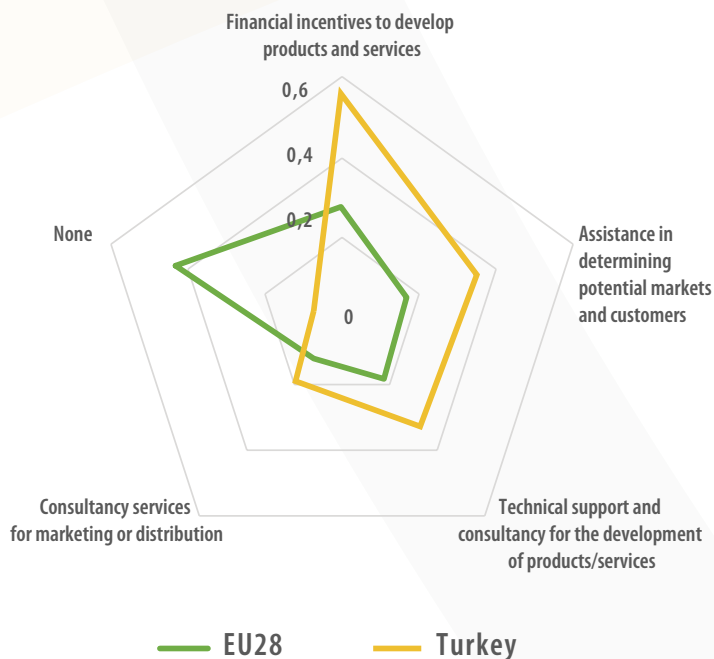 Financial incentives to develop
products and services
0,6
0,4
0,2
0
None
Assistance in
determining
potential markets
and customers
Consultancy services
for marketing or distribution
Technical support and
consultancy for the development
of products/services
EU28
Turkey